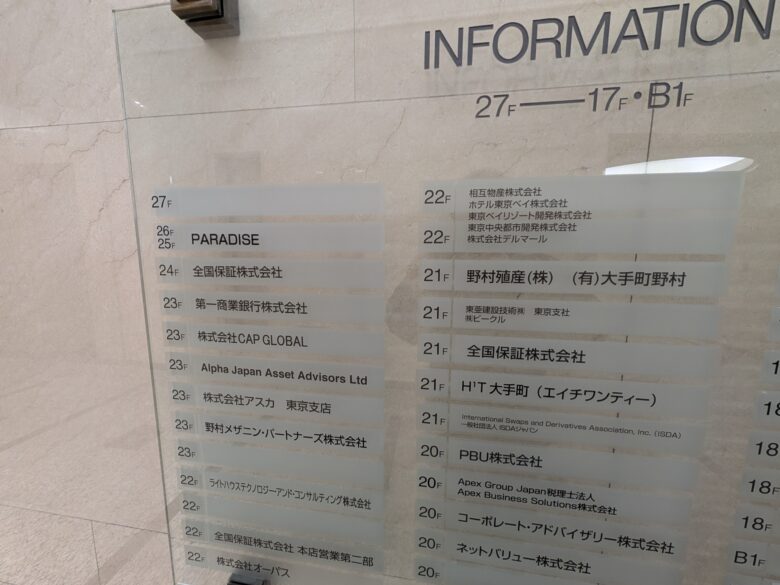 INFORMATION
27F——17F・B1F
27F
26F
25F PARADISE
24F 全国保証株式会社
23F 第一商業銀行株式会社
23F 株式会社CAP GLOBAL
23F Alpha Japan Asset Advisors Ltd
23F 株式会社アスカ 東京支店
23F 野村メザニン・パートナーズ株式会社
23F
22F ライトハウステクノロジー・アンド・コンサルティング株式会社
22F
22F 全国保証株式会社 本店営業第二部
22F 株式会社オーパス
22F 相互物産株式会社
ホテル東京ベイ株式会社
東京ベイリゾート開発株式会社
22F 東京中央都市開発株式会社
株式会社デルマール
21F 野村殖産(株) (有)大手町野村
21F 東亜建設技術㈱ 東京支社
㈱ビークル
21F 全国保証株式会社
21F H¹T 大手町(エイチワンティー)
21F International Swaps and Derivatives Association, Inc. (ISDA)
一般社団法人 ISDAジャパン
20F PBU株式会社
20F Apex Group Japan税理士法人
Apex Business Solutions株式会社
20F コーポレート・アドバイザリー株式会社
20F ネットバリュー株式会社
20F
18F
18F
18F
B1F